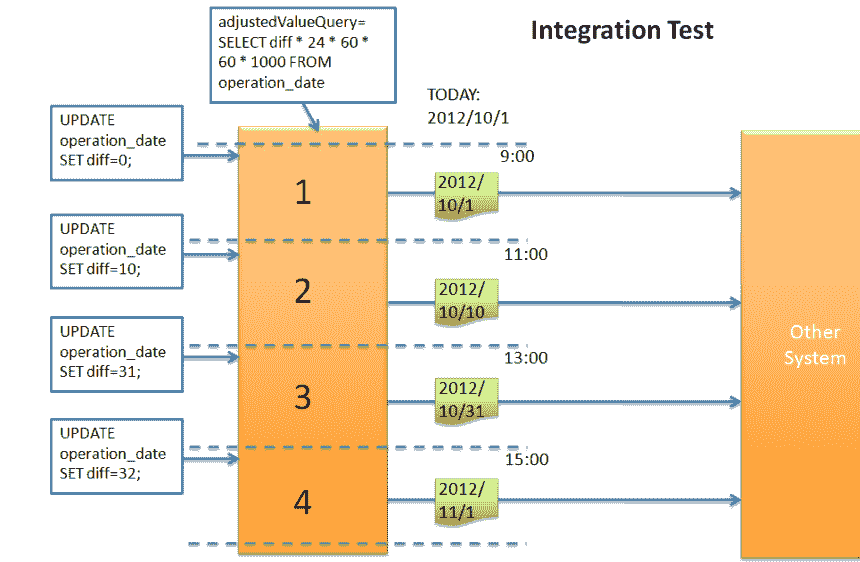 Integration Test
adjustedValueQuery=
SELECT diff * 24 * 60 *
60 * 1000 FROM
operation_date
TODAY:
2012/10/1
UPDATE
operation_date
SET diff=0;
9:00
1
2012/
10/1
UPDATE
operation_date
SET diff=10;
11:00
2
2012/
10/10
UPDATE
operation_date
SET diff=31;
13:00
3
2012/
10/31
UPDATE
operation_date
SET diff=32;
15:00
4
2012/
11/1
Other
System